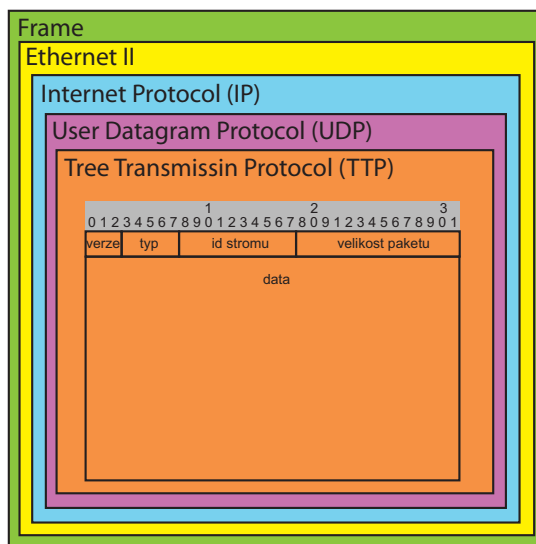 Frame
Ethernet II
Internet Protocol (IP)
User Datagram Protocol (UDP)
Tree Transmissin Protocol (TTP)
1 2 3
0 1 2 3 4 5 6 7 8 9 0 1 2 3 4 5 6 7 8 0 9 1 2 3 4 5 6 7 8 9 0 1
verze typ id stromu velikost paketu
data